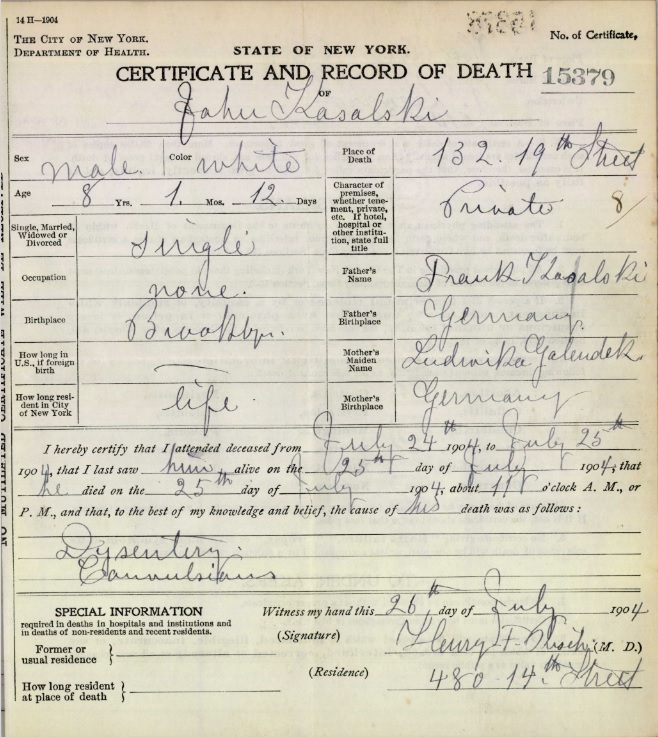 14 H—1904
THE CITY OF NEW YORK.
DEPARTMENT OF HEALTH.
STATE OF NEW YORK.
No. of Certificate,
CERTIFICATE AND RECORD OF DEATH
15379
OF
John Kasalski
Sex male Color white
Place of Death 132. 19th Street
Age 8 Yrs. 1. Mos. 12. Days
Character of premises, whether tenement, private, etc. If hotel, hospital or other institution, state full title Private 8/
Single, Married, Widowed or Divorced single
Occupation none.
Father's Name Frank Kasalski
Birthplace Brooklyn.
Father's Birthplace Germany.
How long in U.S., if foreign birth —
Mother's Maiden Name Ludwika
How long resident in City of New York life
Mother's Birthplace Germany
I hereby certify that I attended deceased from July 24th 1904, to July 25th
1904, that I last saw him alive on the 25th day of July 1904, that
he died on the 25th day of July 1904, about 11 o'clock A. M., or
P. M., and that, to the best of my knowledge and belief, the cause of his death was as follows:
Dysentery.
Convulsions
SPECIAL INFORMATION
required in deaths in hospitals and institutions and
in deaths of non-residents and recent residents.
Former or
usual residence
How long resident
at place of death
Witness my hand this 26th day of July 1904
(Signature) Henry F. (M. D.)
(Residence) 480-14th Street